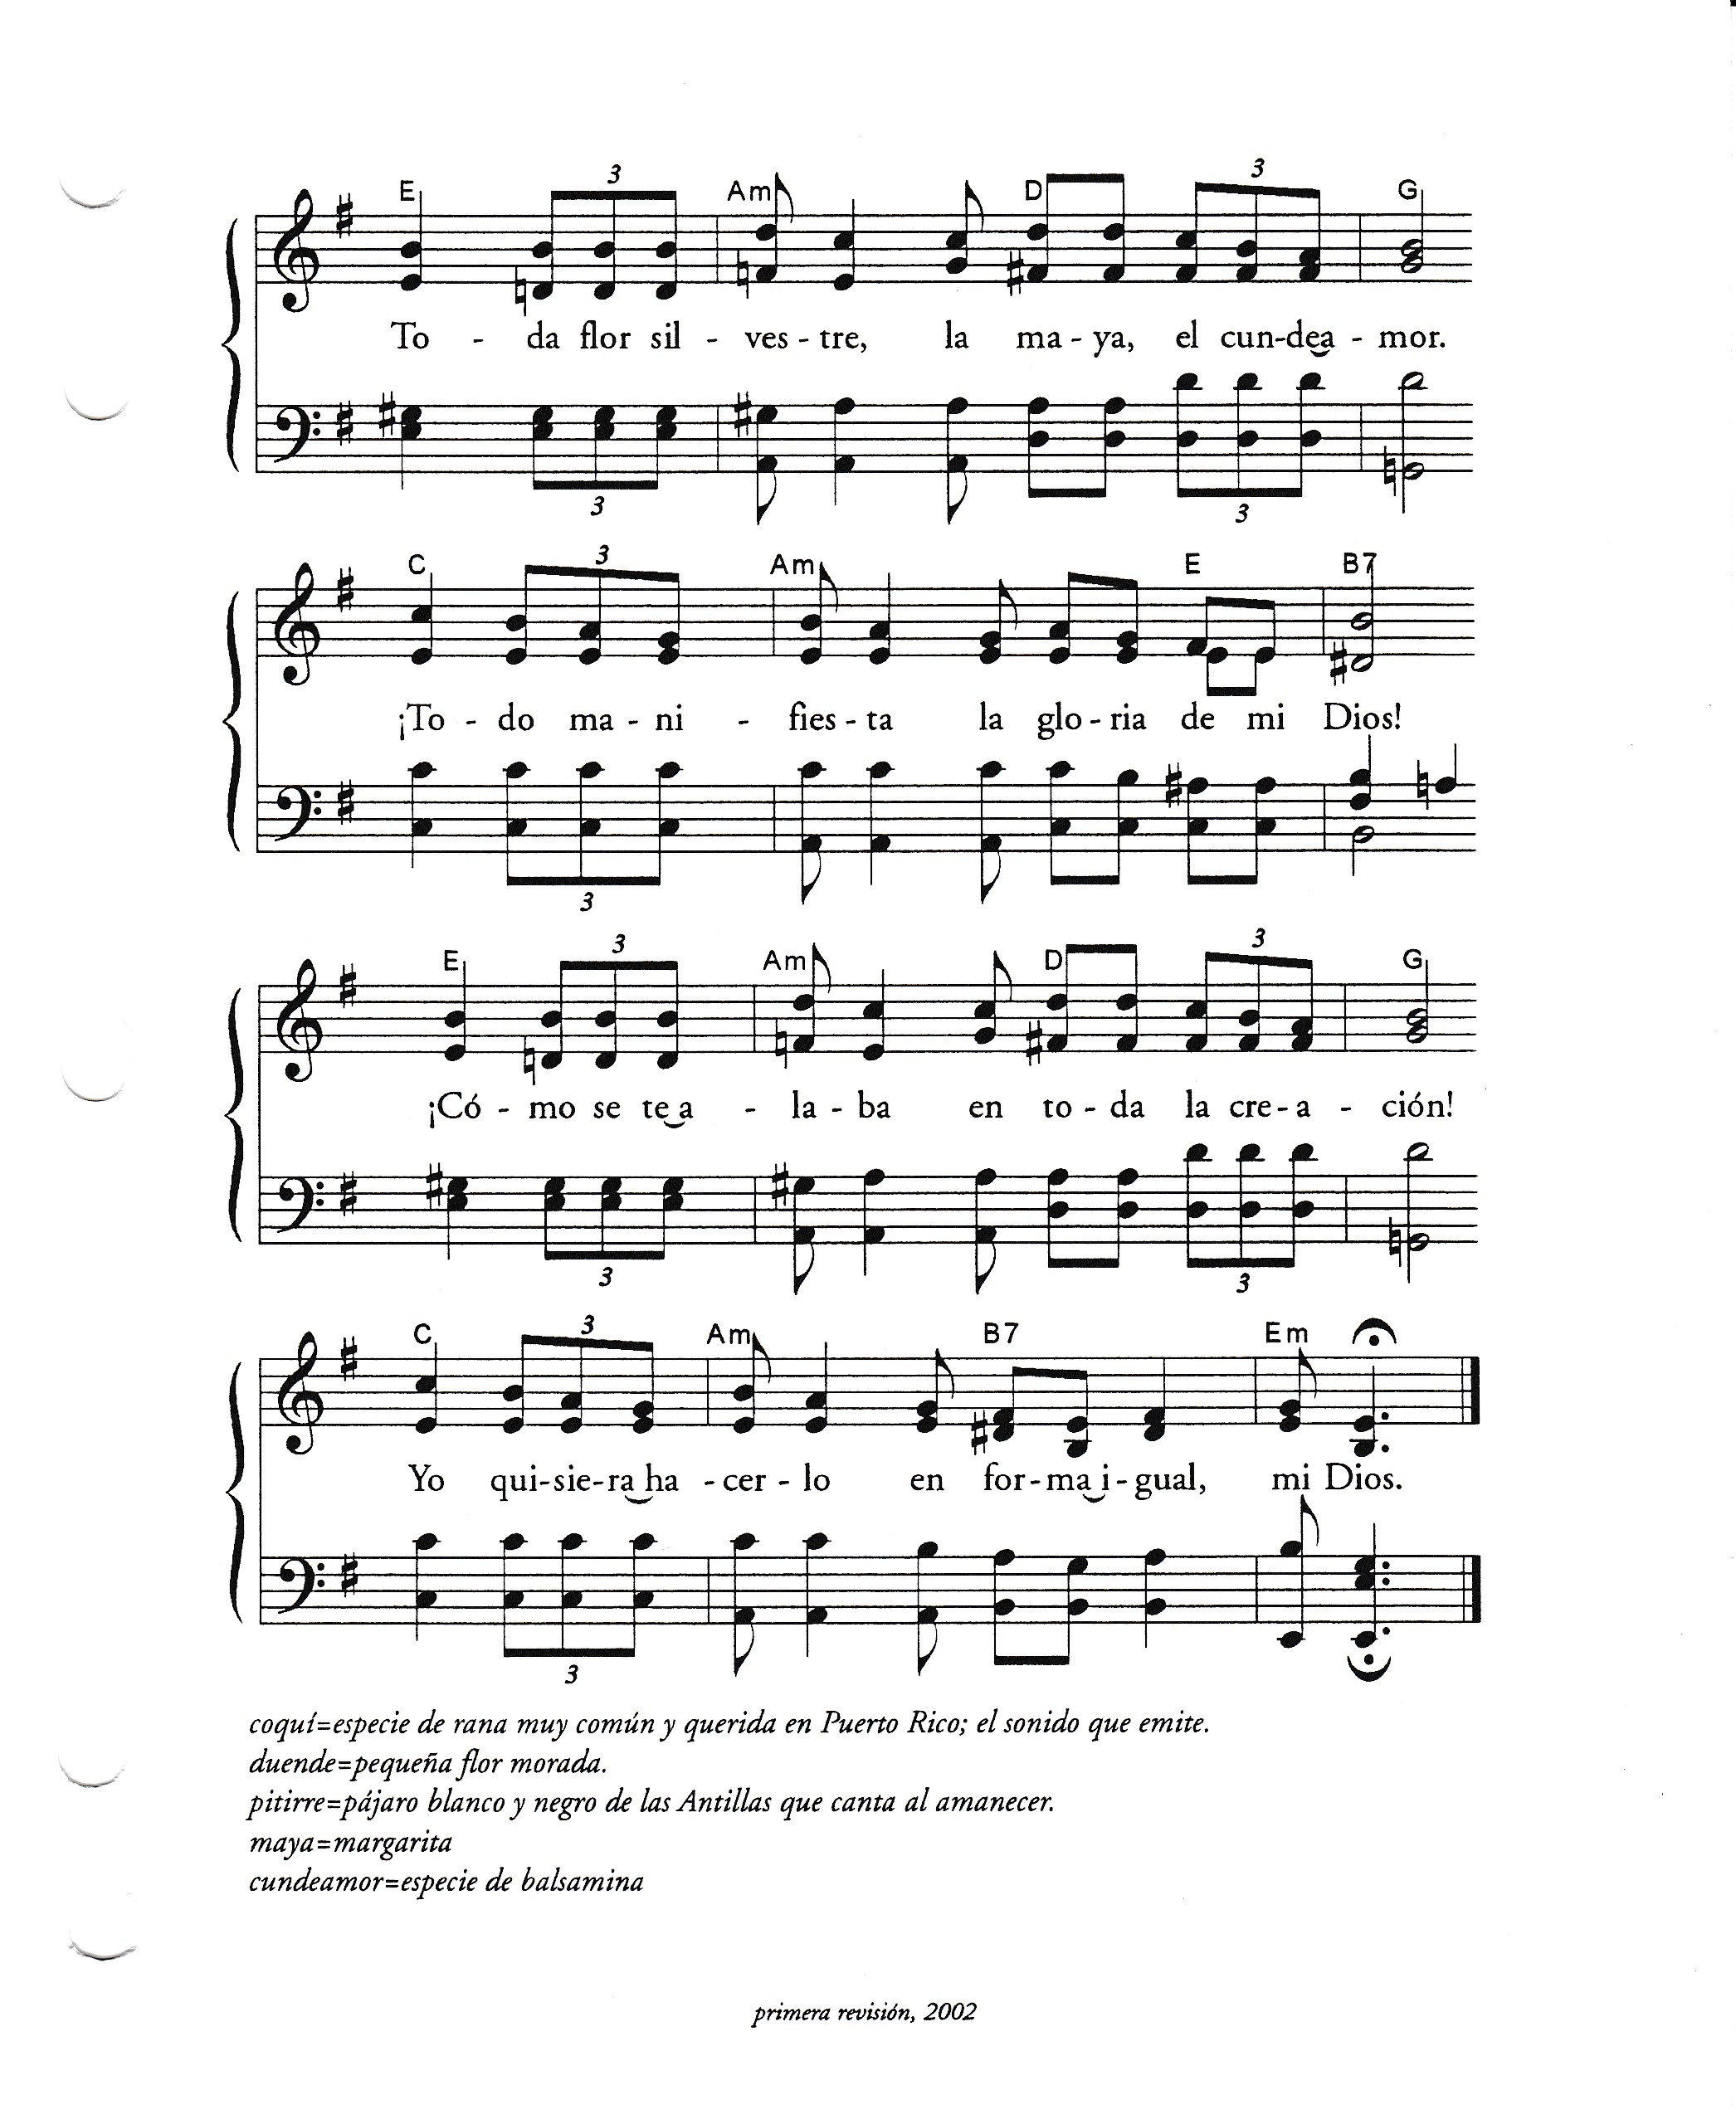 E 3 Am D 3 G
To - da flor sil - ves - tre, la ma - ya, el cun-dea - mor.
3 3
C 3 Am E B7
¡To - do ma - ni - fies - ta la glo - ria de mi Dios!
3
E 3 Am D 3 G
¡Có - mo se te a - la - ba en to - da la cre - a - ción!
3 3
C 3 Am B7 Em
Yo qui-sie-ra ha - cer - lo en for-ma i-gual, mi Dios.
3
coquí=especie de rana muy común y querida en Puerto Rico; el sonido que emite.
duende=pequeña flor morada.
pitirre=pájaro blanco y negro de las Antillas que canta al amanecer.
maya=margarita
cundeamor=especie de balsamina
primera revisión, 2002